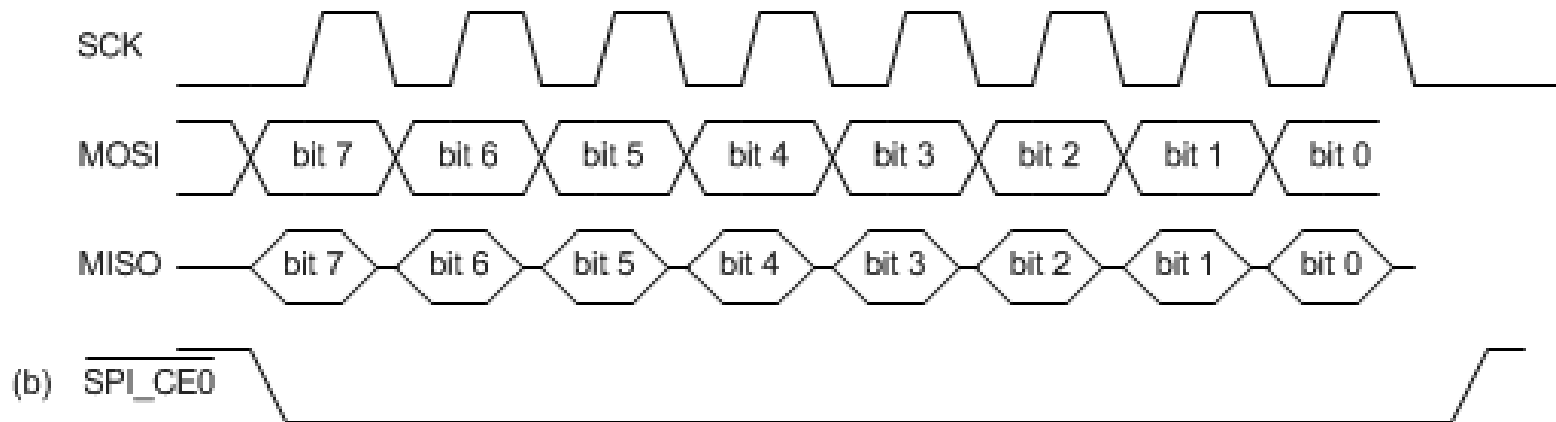 SCK
MOSI bit 7 bit 6 bit 5 bit 4 bit 3 bit 2 bit 1 bit 0
MISO bit 7 bit 6 bit 5 bit 4 bit 3 bit 2 bit 1 bit 0
(b) SPI_CE0